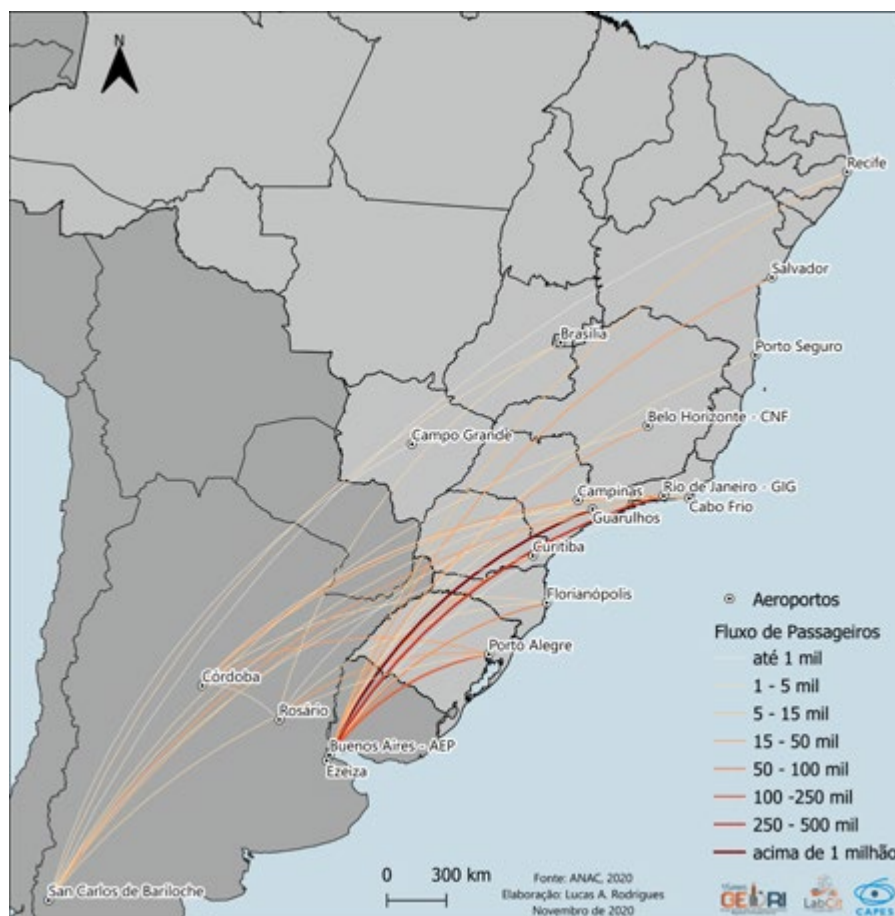 N
Recife
Salvador
Brasília
Porto Seguro
Belo Horizonte - CNF
Campo Grande
Campinas
Rio de Janeiro - GIG
Cabo Frio
Guarulhos
Curitiba
Florianópolis
Porto Alegre
Córdoba
Rosário
Buenos Aires - AEP
Ezeiza
San Carlos de Bariloche
Aeroportos
Fluxo de Passageiros
até 1 mil
1 - 5 mil
5 - 15 mil
15 - 50 mil
50 - 100 mil
100 -250 mil
250 - 500 mil
acima de 1 milhão
0 300 km
Fonte: ANAC, 2020
Elaboração: Lucas A. Rodrigues
Novembro de 2020
LabCit
CAPES